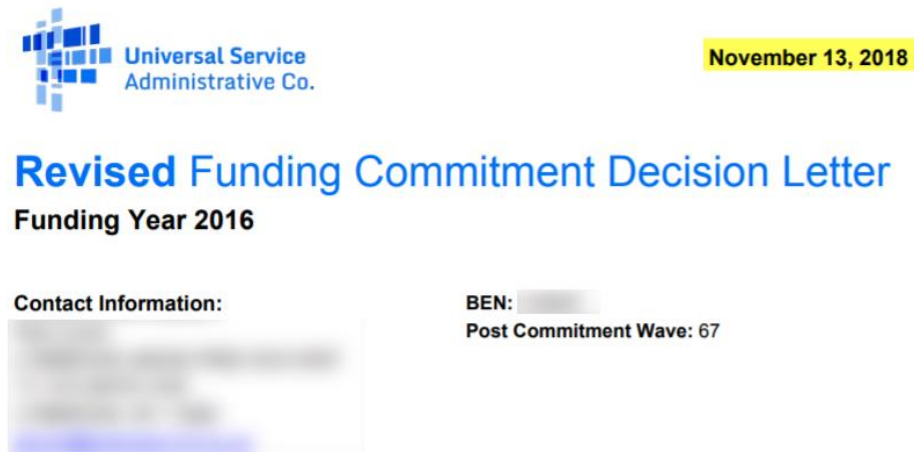 Universal Service
Administrative Co.
November 13, 2018
Revised Funding Commitment Decision Letter
Funding Year 2016
Contact Information:
BEN:
Post Commitment Wave: 67